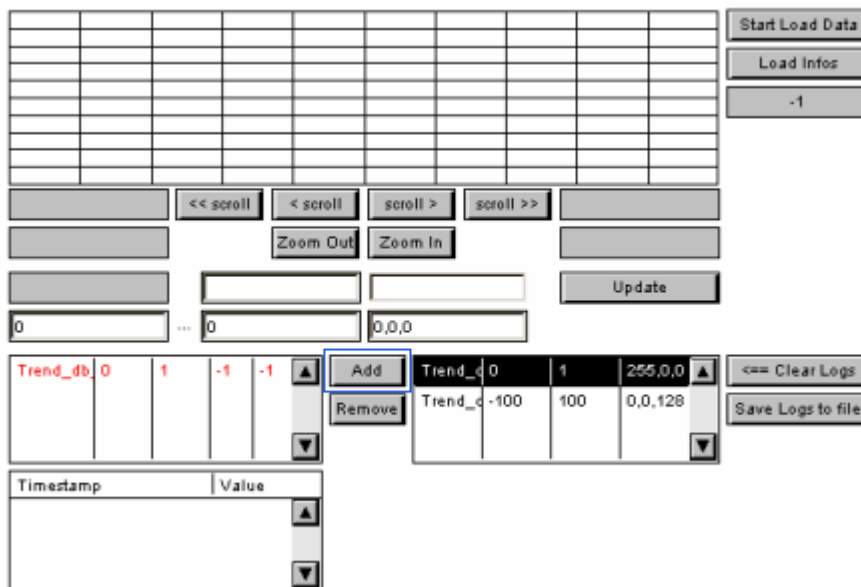 Start Load Data
Load Infos
-1
<< scroll < scroll scroll > scroll >>
Zoom Out Zoom In
Update
0 ... 0 0,0,0
Trend_db_ 0 1 -1 -1 Add Trend_d 0 1 255,0,0 <== Clear Logs
Remove Trend_d -100 100 0,0,128 Save Logs to file
Timestamp Value